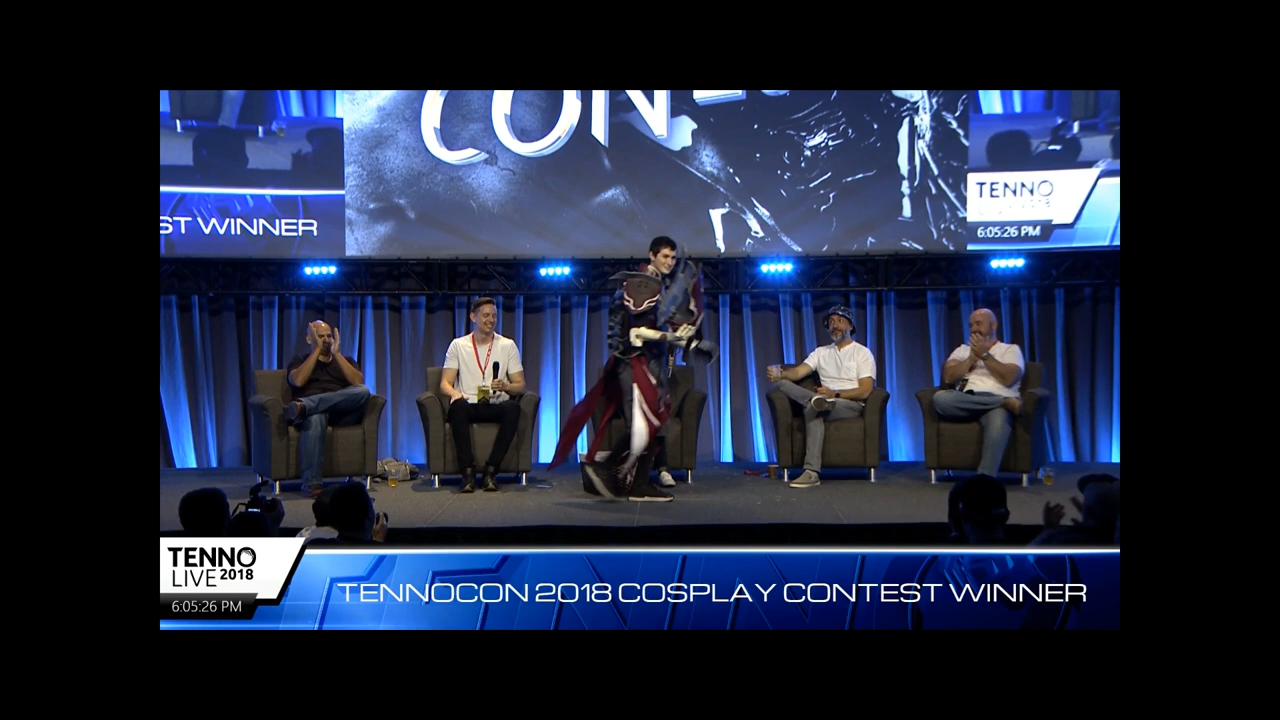 CON
ST WINNER
TENNO
6:05:26 PM
TENNO
LIVE 2018
6:05:26 PM
TENNOCON 2018 COSPLAY CONTEST WINNER